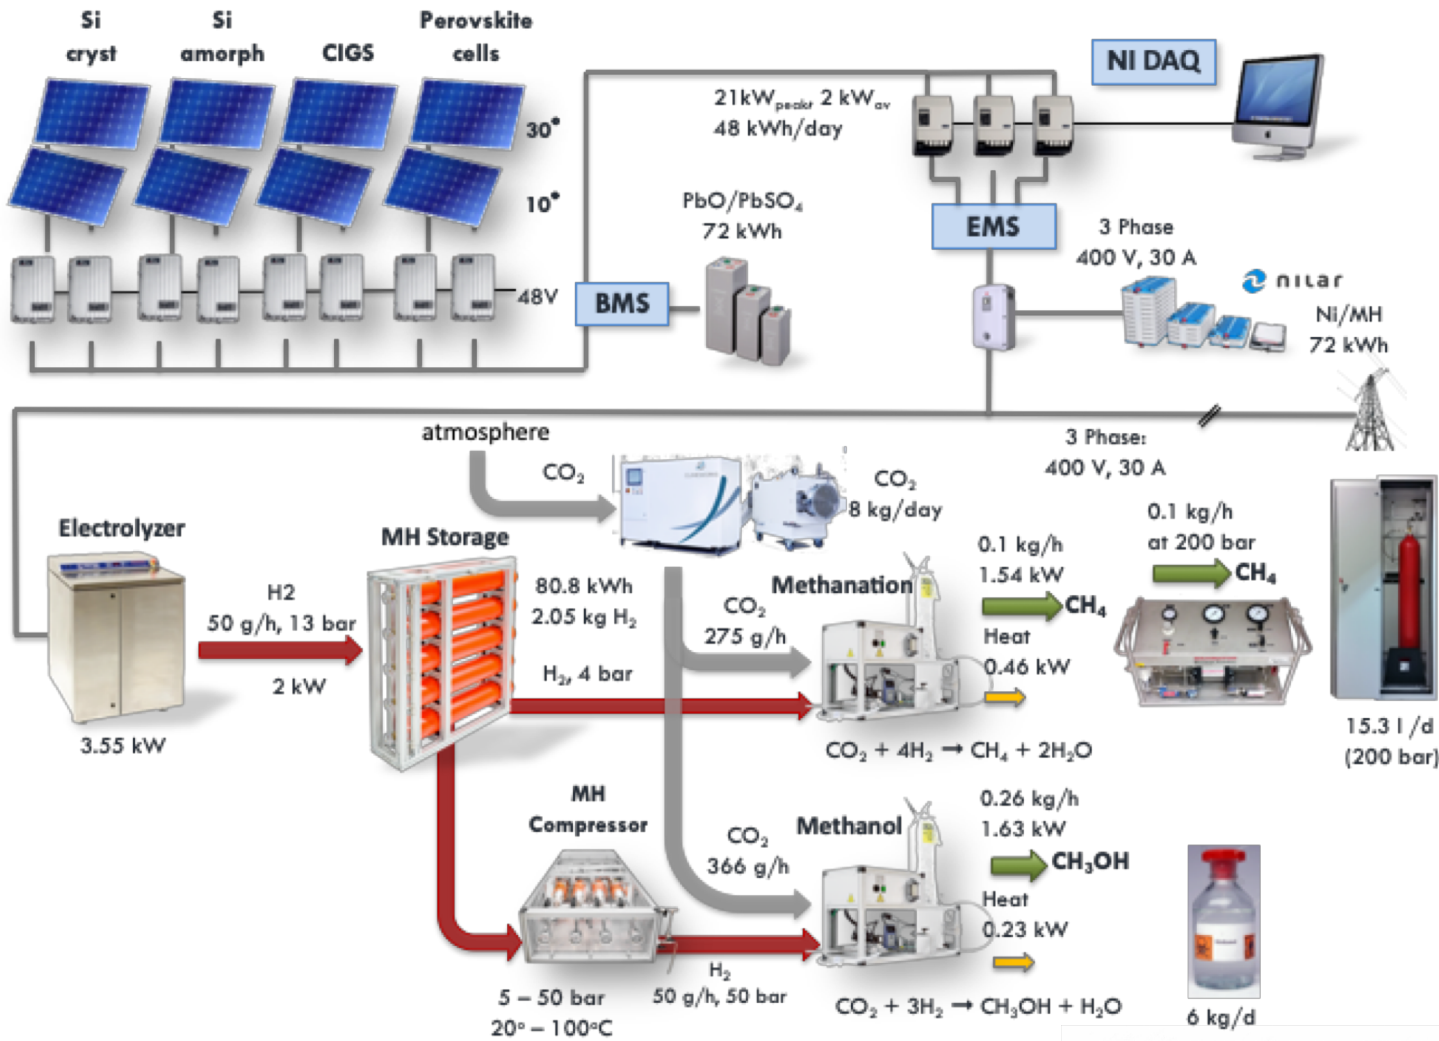 Si
cryst
Si
amorph
CIGS
Perovskite
cells
30°
10°
48V
21kWpeak, 2 kWav
48 kWh/day
NI DAQ
PbO/PbSO₄
72 kWh
BMS
EMS
3 Phase
400 V, 30 A
nilar
Ni/MH
72 kWh
atmosphere
CO₂
CO₂
8 kg/day
3 Phase:
400 V, 30 A
Electrolyzer
3.55 kW
H2
50 g/h, 13 bar
2 kW
MH Storage
80.8 kWh
2.05 kg H₂
H₂, 4 bar
CO₂
275 g/h
Methanation
0.1 kg/h
1.54 kW
CH₄
Heat
0.46 kW
0.1 kg/h
at 200 bar
CH₄
15.3 l /d
(200 bar)
CO₂ + 4H₂ → CH₄ + 2H₂O
MH
Compressor
5 – 50 bar
20° – 100°C
H₂
50 g/h, 50 bar
CO₂
366 g/h
Methanol
0.26 kg/h
1.63 kW
CH₃OH
Heat
0.23 kW
CO₂ + 3H₂ → CH₃OH + H₂O
6 kg/d